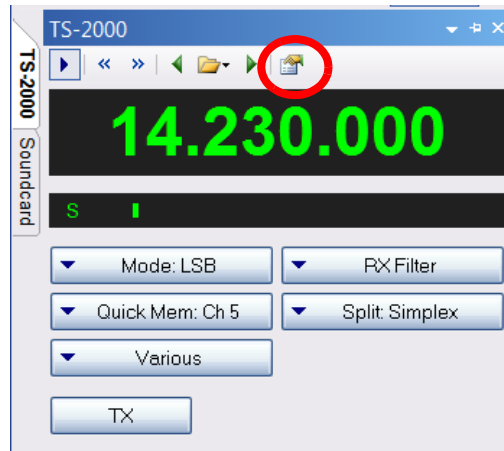 TS-2000
TS-2000
Soundcard
14.230.000
S
Mode: LSB
RX Filter
Quick Mem: Ch 5
Split: Simplex
Various
TX